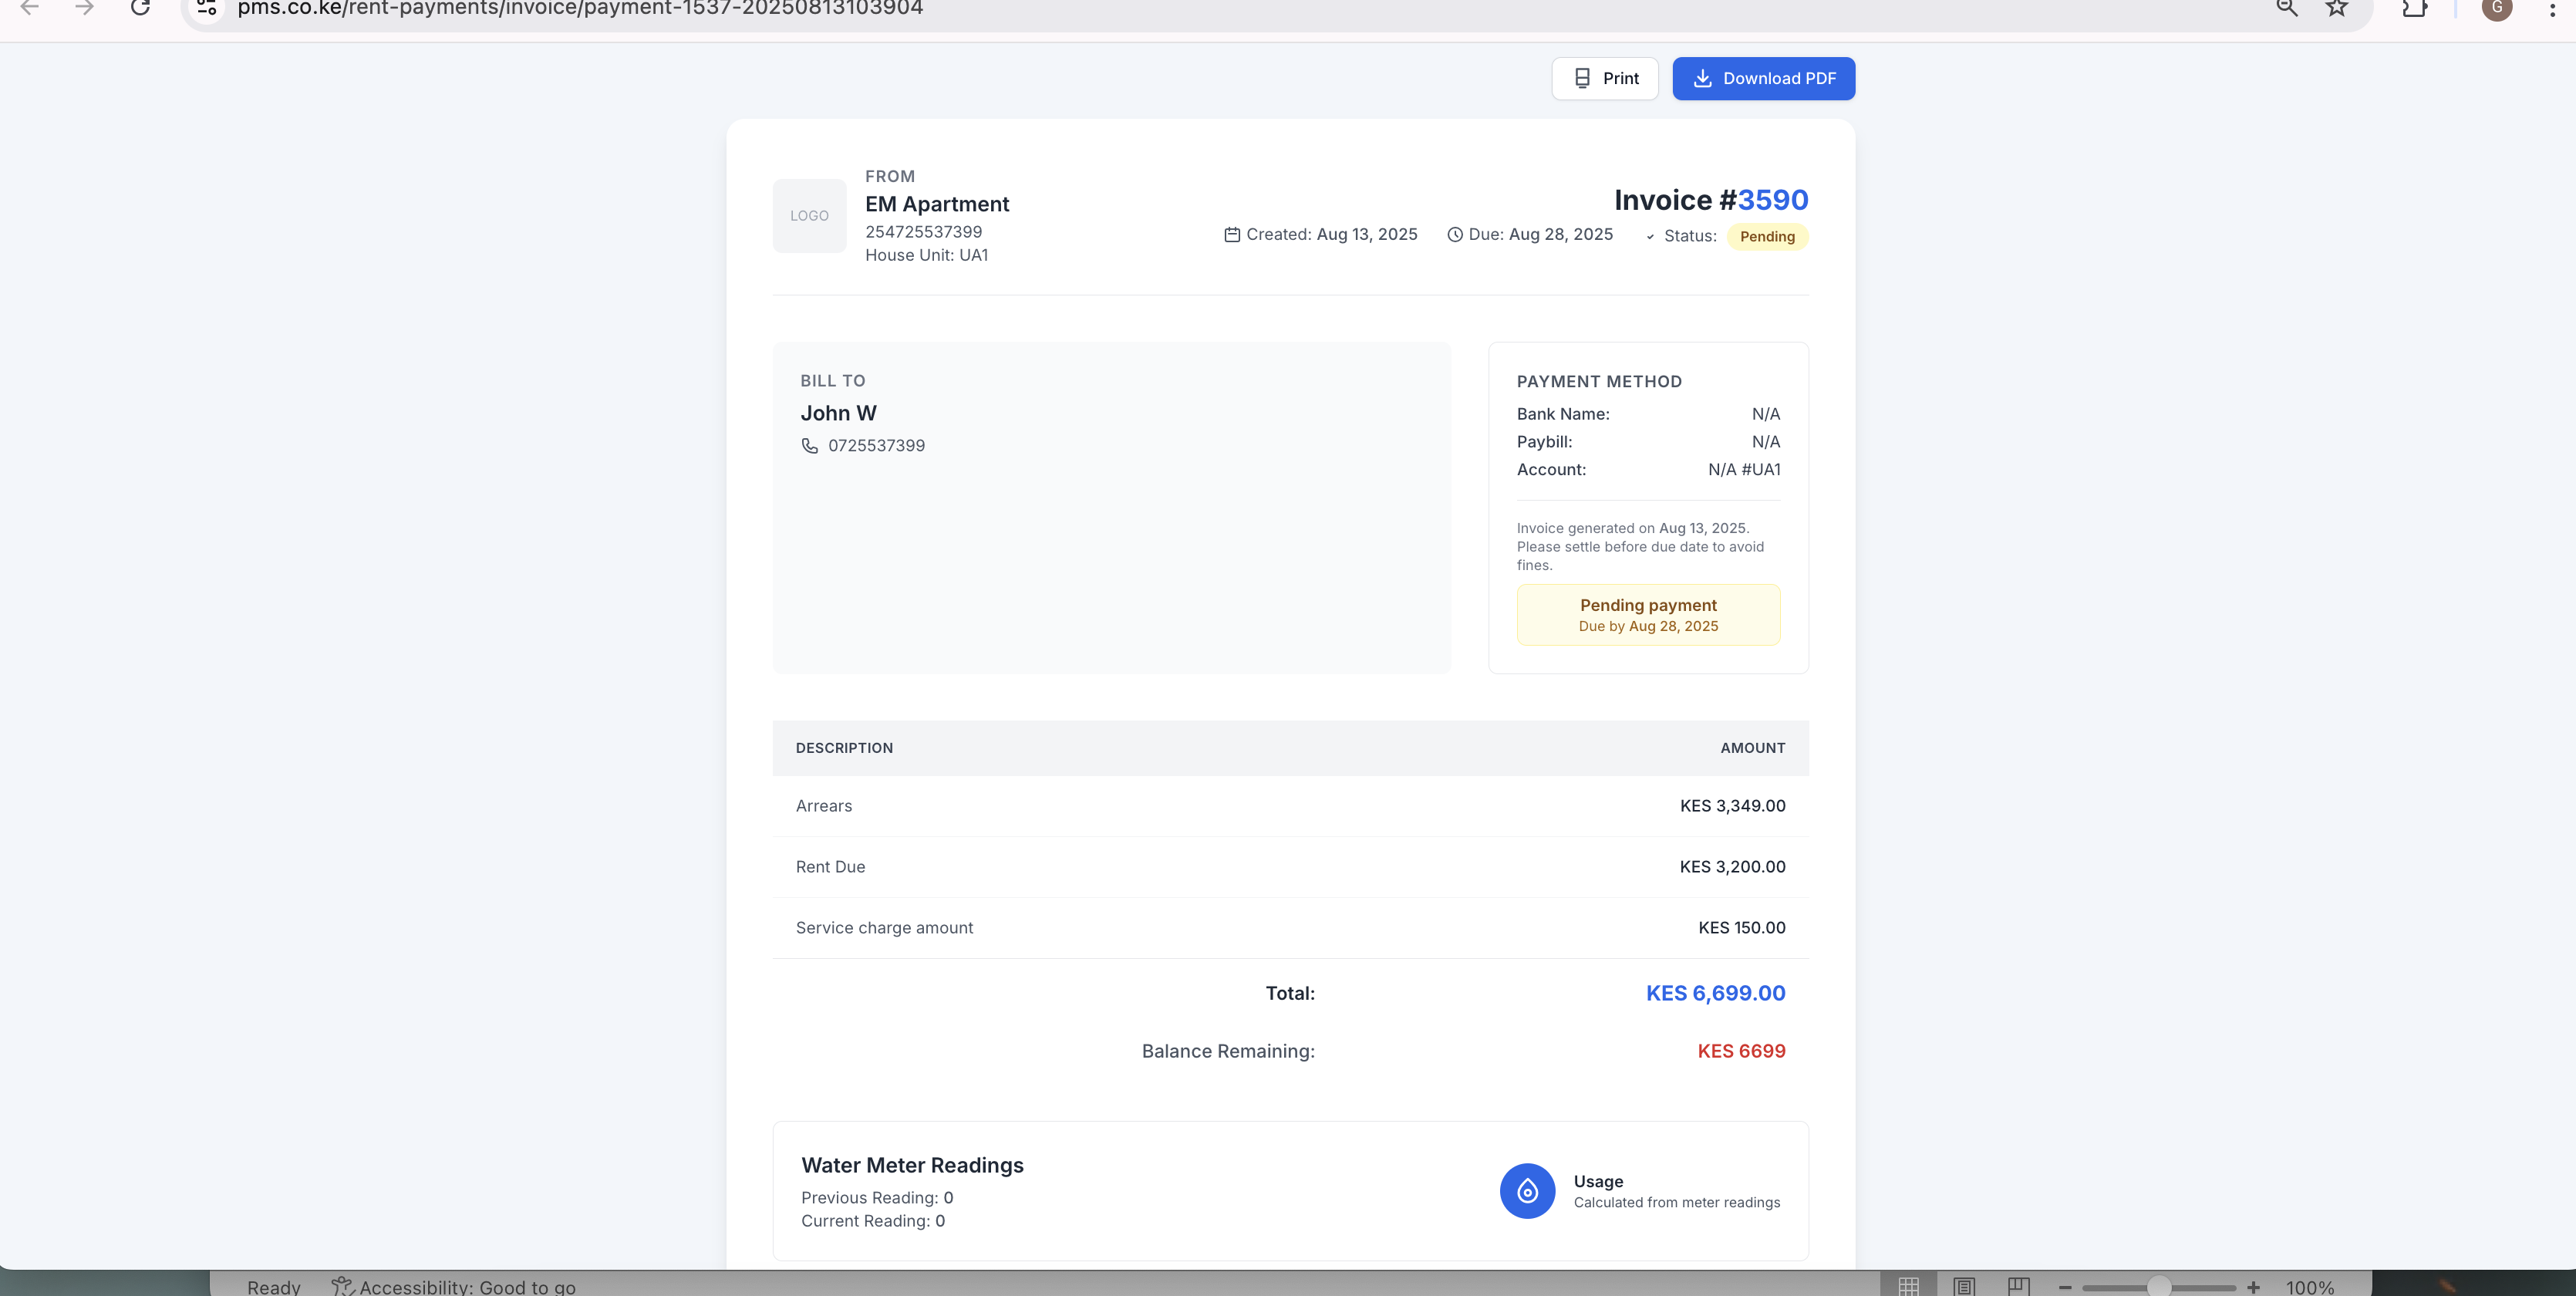 pms.co.ke/rent-payments/invoice/payment-1537-20250813103904
G
Print
Download PDF
LOGO
FROM
EM Apartment
254725537399
House Unit: UA1
Invoice #3590
Created: Aug 13, 2025
Due: Aug 28, 2025
Status: Pending
BILL TO
John W
0725537399
PAYMENT METHOD
Bank Name: N/A
Paybill: N/A
Account: N/A #UA1
Invoice generated on Aug 13, 2025.
Please settle before due date to avoid
fines.
Pending payment
Due by Aug 28, 2025
DESCRIPTION AMOUNT
Arrears KES 3,349.00
Rent Due KES 3,200.00
Service charge amount KES 150.00
Total: KES 6,699.00
Balance Remaining: KES 6699
Water Meter Readings
Previous Reading: 0
Current Reading: 0
Usage
Calculated from meter readings
Ready
Accessibility: Good to go
100%